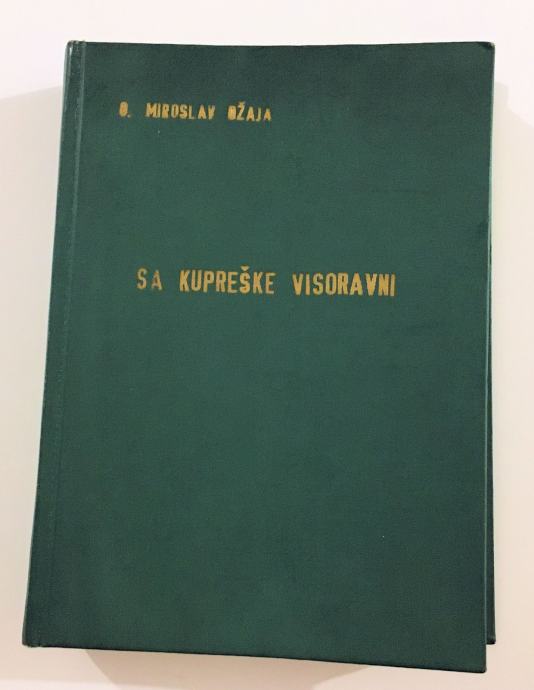 O. MIROSLAV DŽAJA
SA KUPREŠKE VISORAVNI